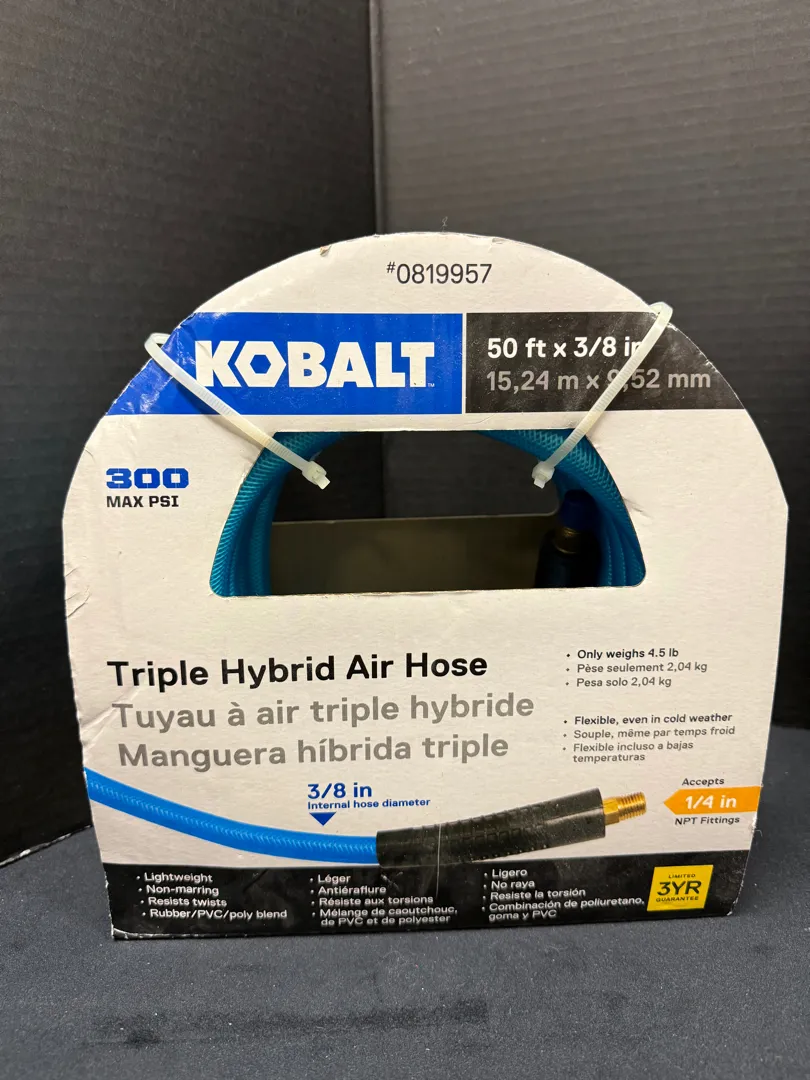 #0819957
KOBALT™
50 ft x 3/8 in
15,24 m x 9,52 mm
300
MAX PSI
Triple Hybrid Air Hose
Tuyau à air triple hybride
Manguera híbrida triple
• Only weighs 4.5 lb
• Pèse seulement 2,04 kg
• Pesa solo 2,04 kg
• Flexible, even in cold weather
• Souple, même par temps froid
• Flexible incluso a bajas
temperaturas
3/8 in
Internal hose diameter
Accepts
1/4 in
NPT Fittings
• Lightweight
• Non-marring
• Resists twists
• Rubber/PVC/poly blend
• Léger
• Antiéraflure
• Résiste aux torsions
• Mélange de caoutchouc,
de PVC et de polyester
• Ligero
• No raya
• Resiste la torsión
• Combinación de poliuretano,
goma y PVC
LIMITED
3YR
GUARANTEE